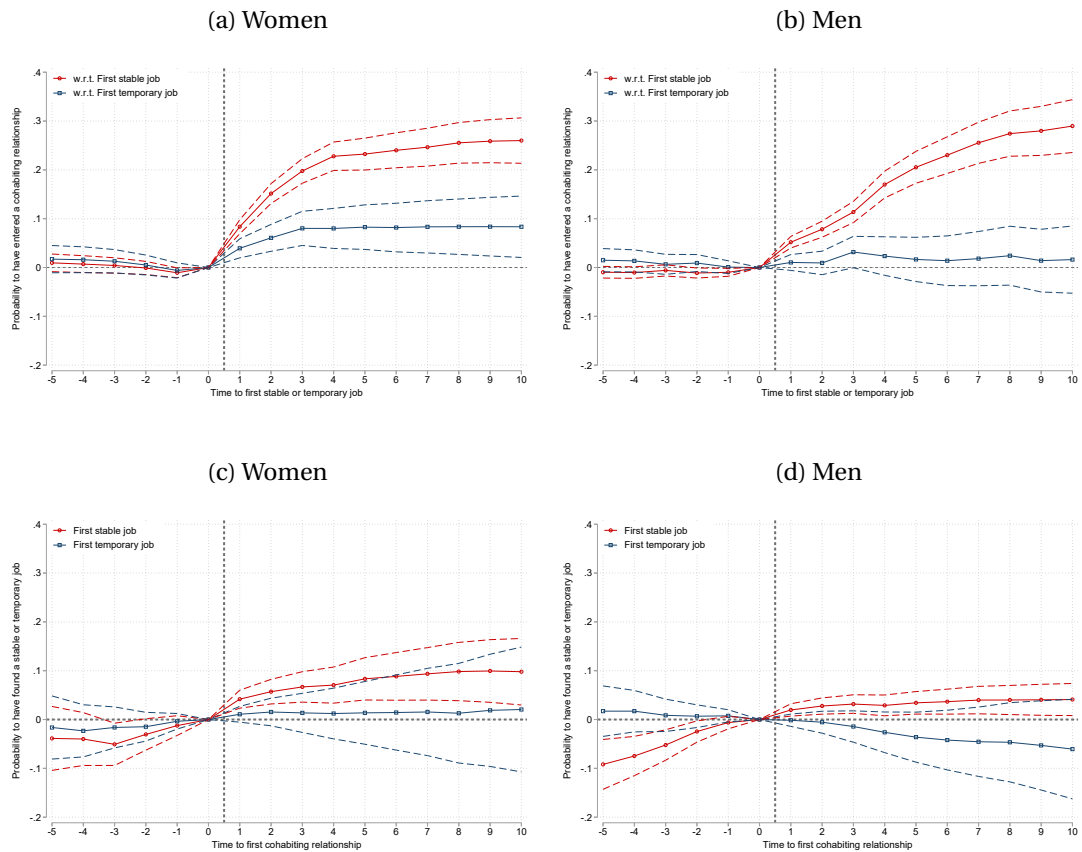 (a) Women
(b) Men
.4
.3
.2
.1
0
-.1
-.2
Probability to have entered a cohabiting relationship
w.r.t. First stable job
w.r.t. First temporary job
-5 -4 -3 -2 -1 0 1 2 3 4 5 6 7 8 9 10
Time to first stable or temporary job
.4
.3
.2
.1
0
-.1
-.2
Probability to have entered a cohabiting relationship
w.r.t. First stable job
w.r.t. First temporary job
-5 -4 -3 -2 -1 0 1 2 3 4 5 6 7 8 9 10
Time to first stable or temporary job
(c) Women
(d) Men
.4
.3
.2
.1
0
-.1
-.2
Probability to have found a stable or temporary job
First stable job
First temporary job
-5 -4 -3 -2 -1 0 1 2 3 4 5 6 7 8 9 10
Time to first cohabiting relationship
.4
.3
.2
.1
0
-.1
-.2
Probability to have found a stable or temporary job
First stable job
First temporary job
-5 -4 -3 -2 -1 0 1 2 3 4 5 6 7 8 9 10
Time to first cohabiting relationship